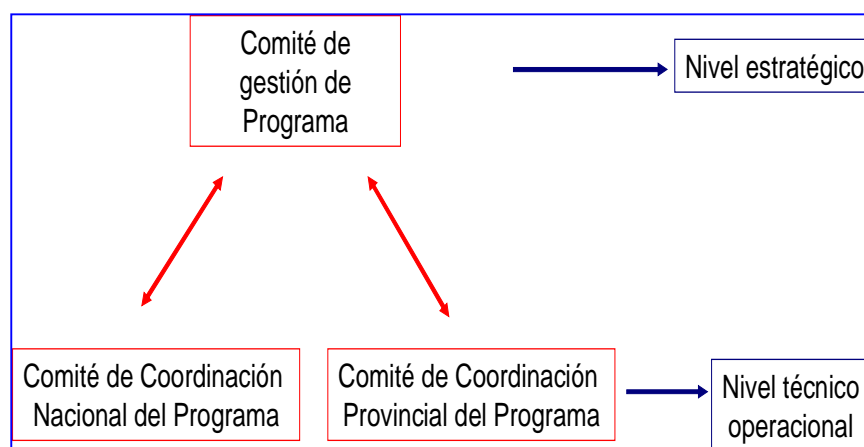 Comité de
gestión de
Programa
Nivel estratégico
Comité de Coordinación
Nacional del Programa
Comité de Coordinación
Provincial del Programa
Nivel técnico
operacional